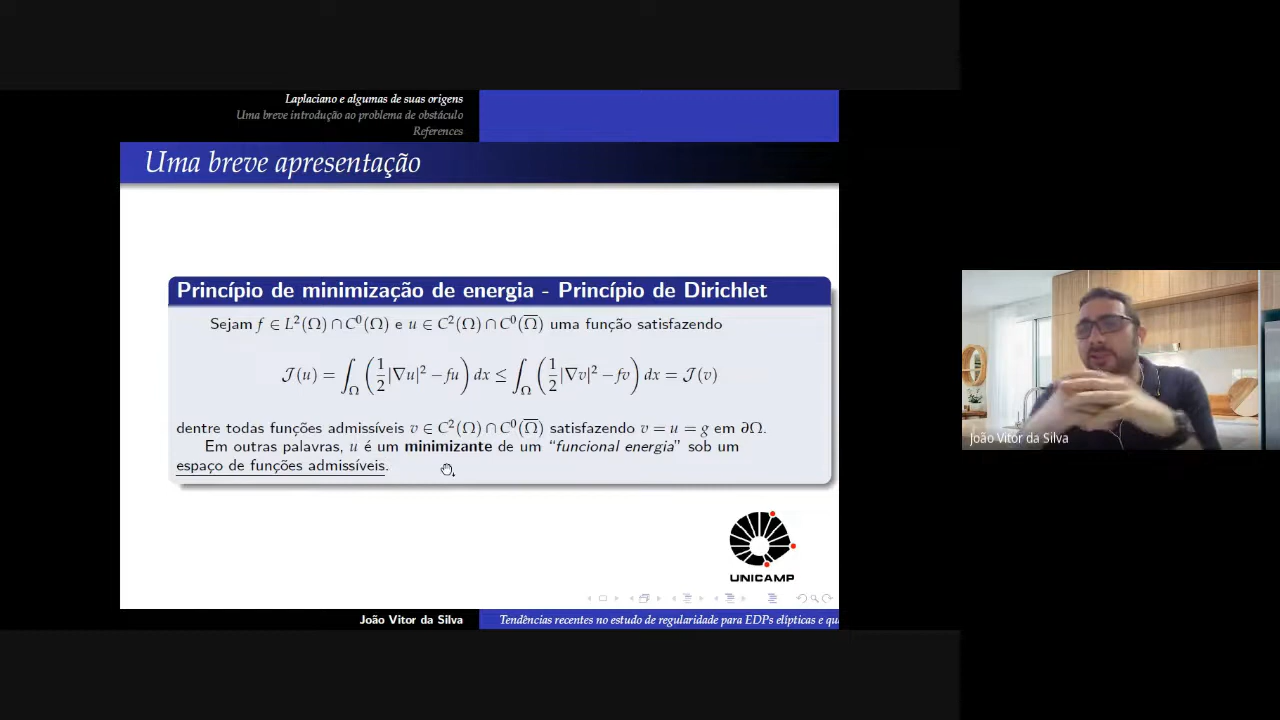 Laplaciano e algumas de suas origens
Uma breve introdução ao problema de obstáculo
References
Uma breve apresentação
Princípio de minimização de energia - Princípio de Dirichlet
Sejam f ∈ L²(Ω) ∩ C⁰(Ω) e u ∈ C²(Ω) ∩ C⁰(Ω̅) uma função satisfazendo
𝒥(u) = ∫_Ω (1/2 |∇u|² − fu) dx ≤ ∫_Ω (1/2 |∇v|² − fv) dx = 𝒥(v)
dentre todas funções admissíveis v ∈ C²(Ω) ∩ C⁰(Ω̅) satisfazendo v = u = g em ∂Ω.
Em outras palavras, u é um minimizante de um “funcional energia” sob um
espaço de funções admissíveis.
UNICAMP
João Vitor da Silva
Tendências recentes no estudo de regularidade para EDPs elípticas e
João Vitor da Silva